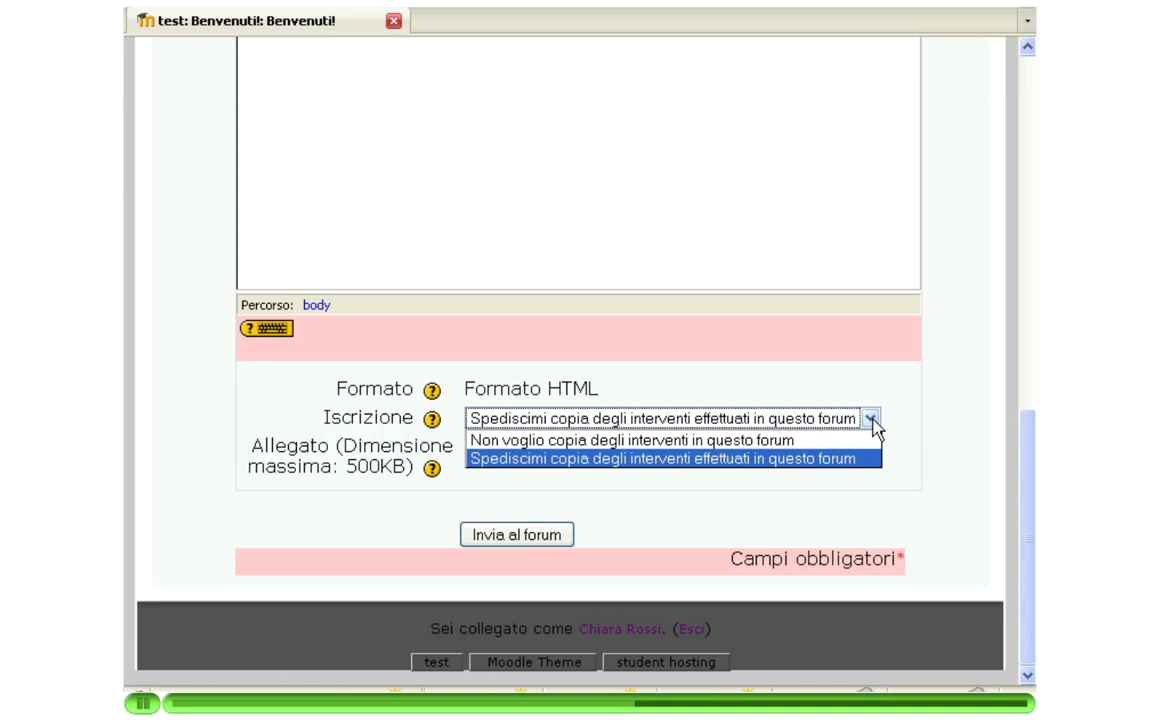 test: Benvenuti!: Benvenuti!
Percorso: body
?
Formato ? Formato HTML
Iscrizione ? Spediscimi copia degli interventi effettuati in questo forum
Non voglio copia degli interventi in questo forum
Spediscimi copia degli interventi effettuati in questo forum
Allegato (Dimensione
massima: 500KB) ?
Invia al forum
Campi obbligatori*
Sei collegato come Chiara Rossi. (Esci)
test Moodle Theme student hosting